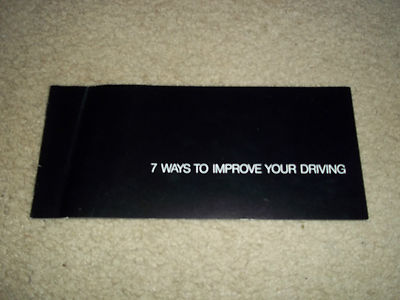 7 WAYS TO IMPROVE YOUR DRIVING